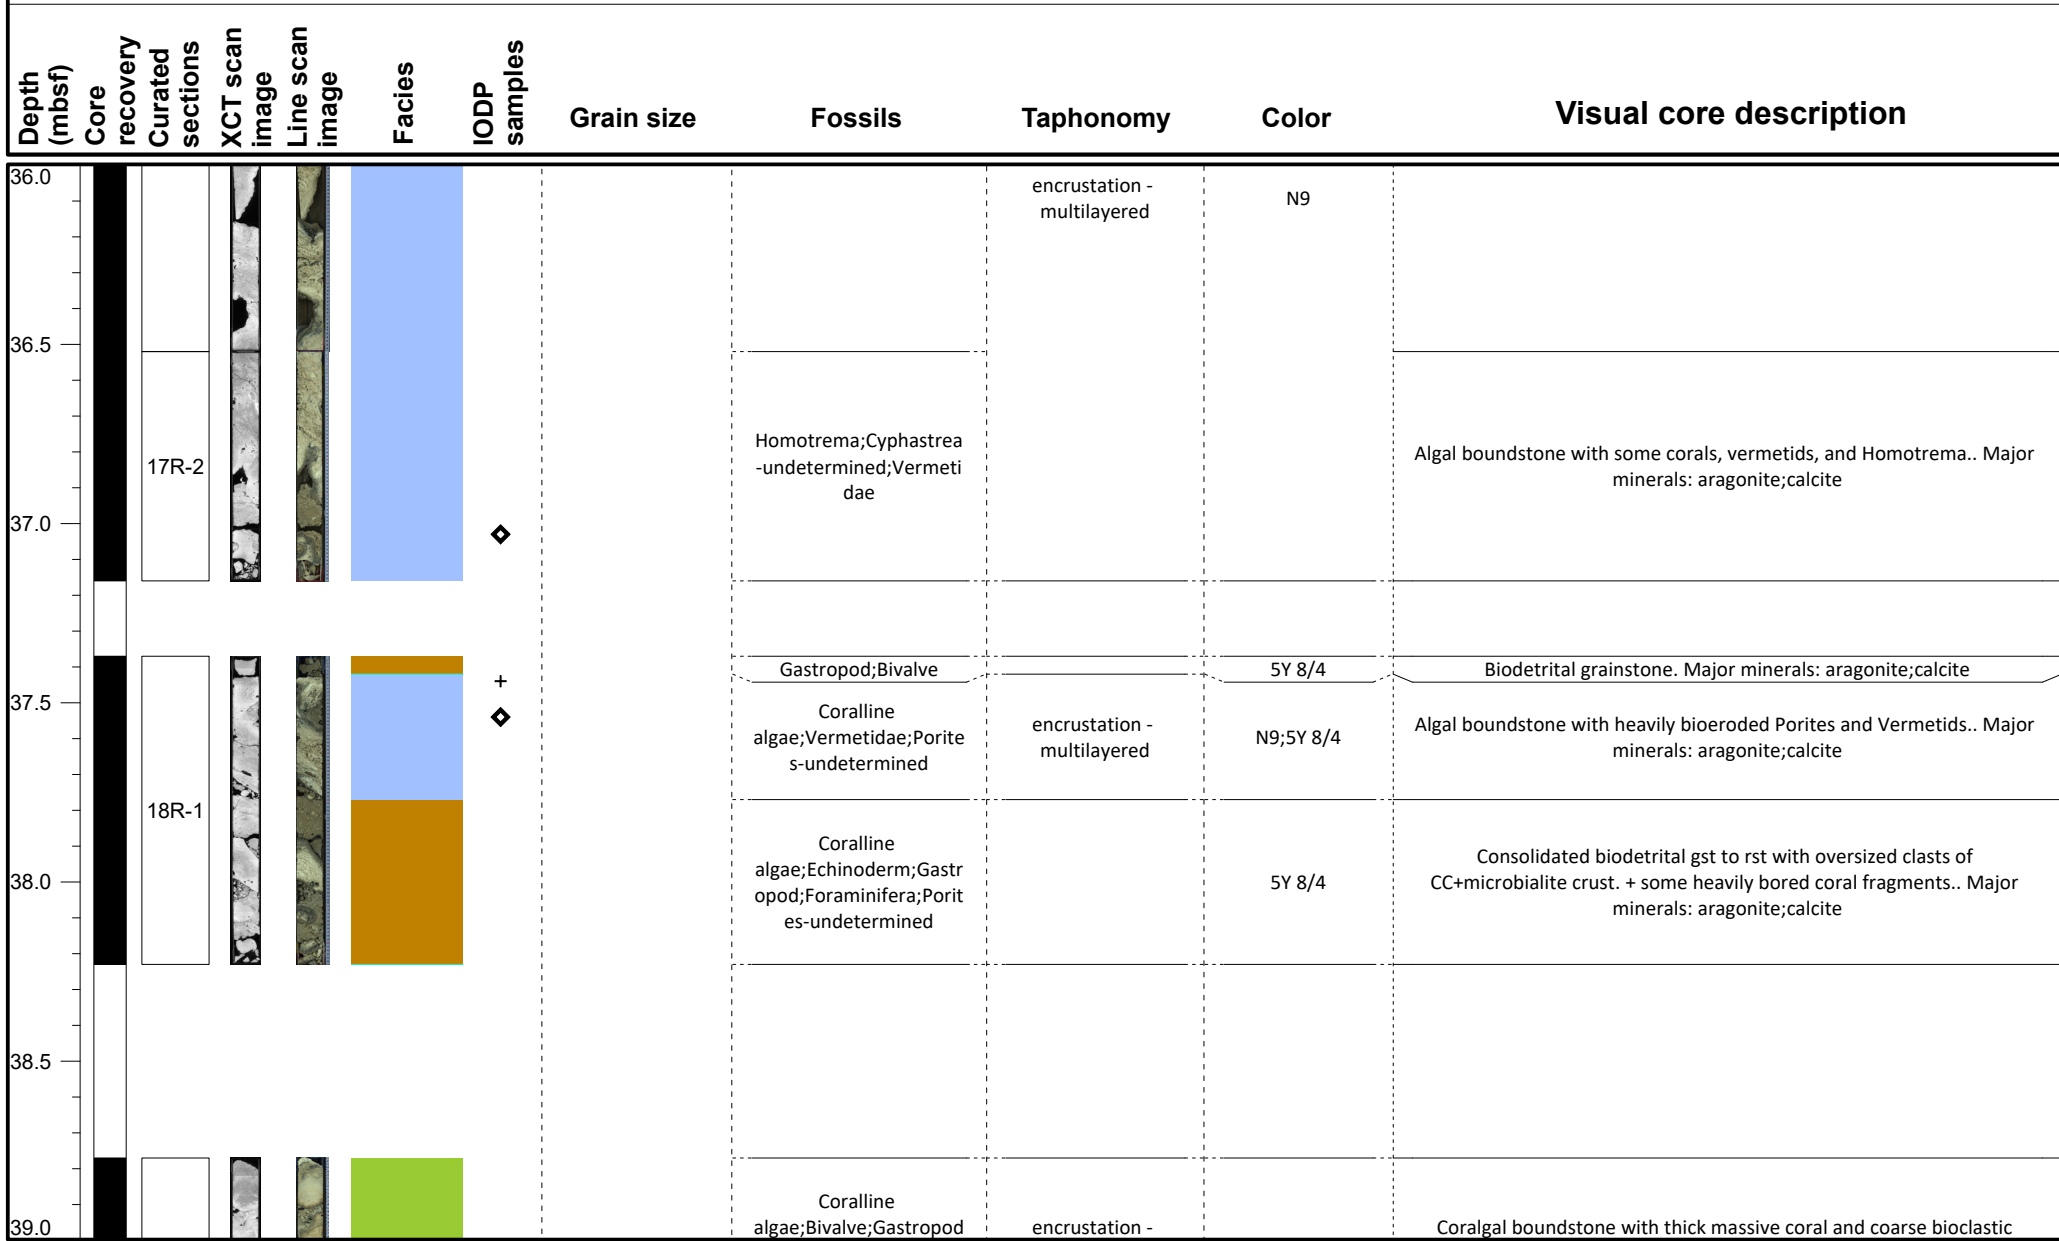 Depth
(mbsf)
Core
recovery
Curated
sections
XCT scan
image
Line scan
image
Facies
IODP
samples
Grain size
Fossils
Taphonomy
Color
Visual core description
36.0
encrustation -
multilayered
N9
36.5
17R-2
Homotrema;Cyphastrea
-undetermined;Vermeti
dae
Algal boundstone with some corals, vermetids, and Homotrema.. Major
minerals: aragonite;calcite
37.0
Gastropod;Bivalve
5Y 8/4
Biodetrital grainstone. Major minerals: aragonite;calcite
+
37.5
Coralline
algae;Vermetidae;Porite
s-undetermined
encrustation -
multilayered
N9;5Y 8/4
Algal boundstone with heavily bioeroded Porites and Vermetids.. Major
minerals: aragonite;calcite
18R-1
38.0
Coralline
algae;Echinoderm;Gastr
opod;Foraminifera;Porit
es-undetermined
5Y 8/4
Consolidated biodetrital gst to rst with oversized clasts of
CC+microbialite crust. + some heavily bored coral fragments.. Major
minerals: aragonite;calcite
38.5
39.0
Coralline
algae;Bivalve;Gastropod
encrustation -
Coralgal boundstone with thick massive coral and coarse bioclastic